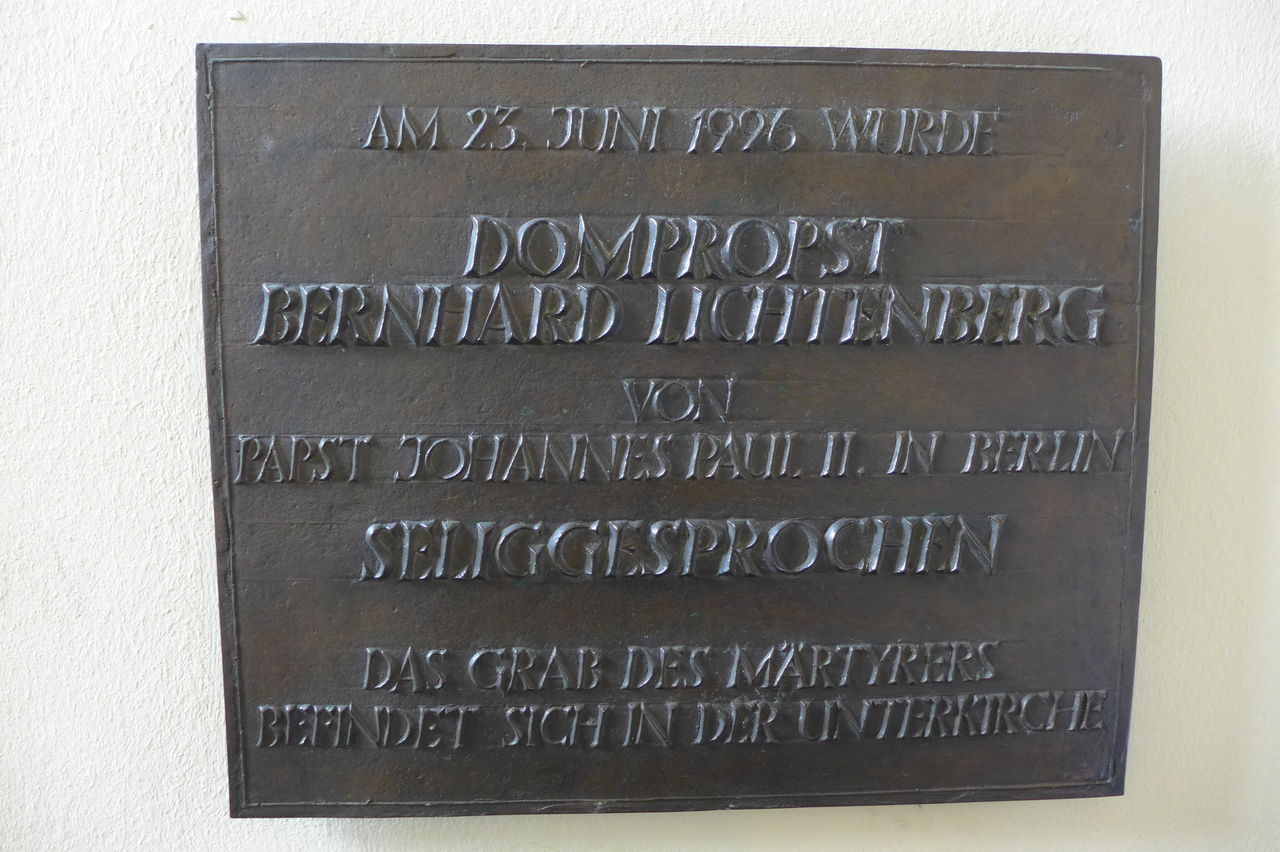 AM 23. JUNI 1996 WURDE
DOMPROPST
BERNHARD LICHTENBERG
VON
PAPST JOHANNES PAUL II. IN BERLIN
SELIGGESPROCHEN
DAS GRAB DES MÄRTYRERS
BEFINDET SICH IN DER UNTERKIRCHE